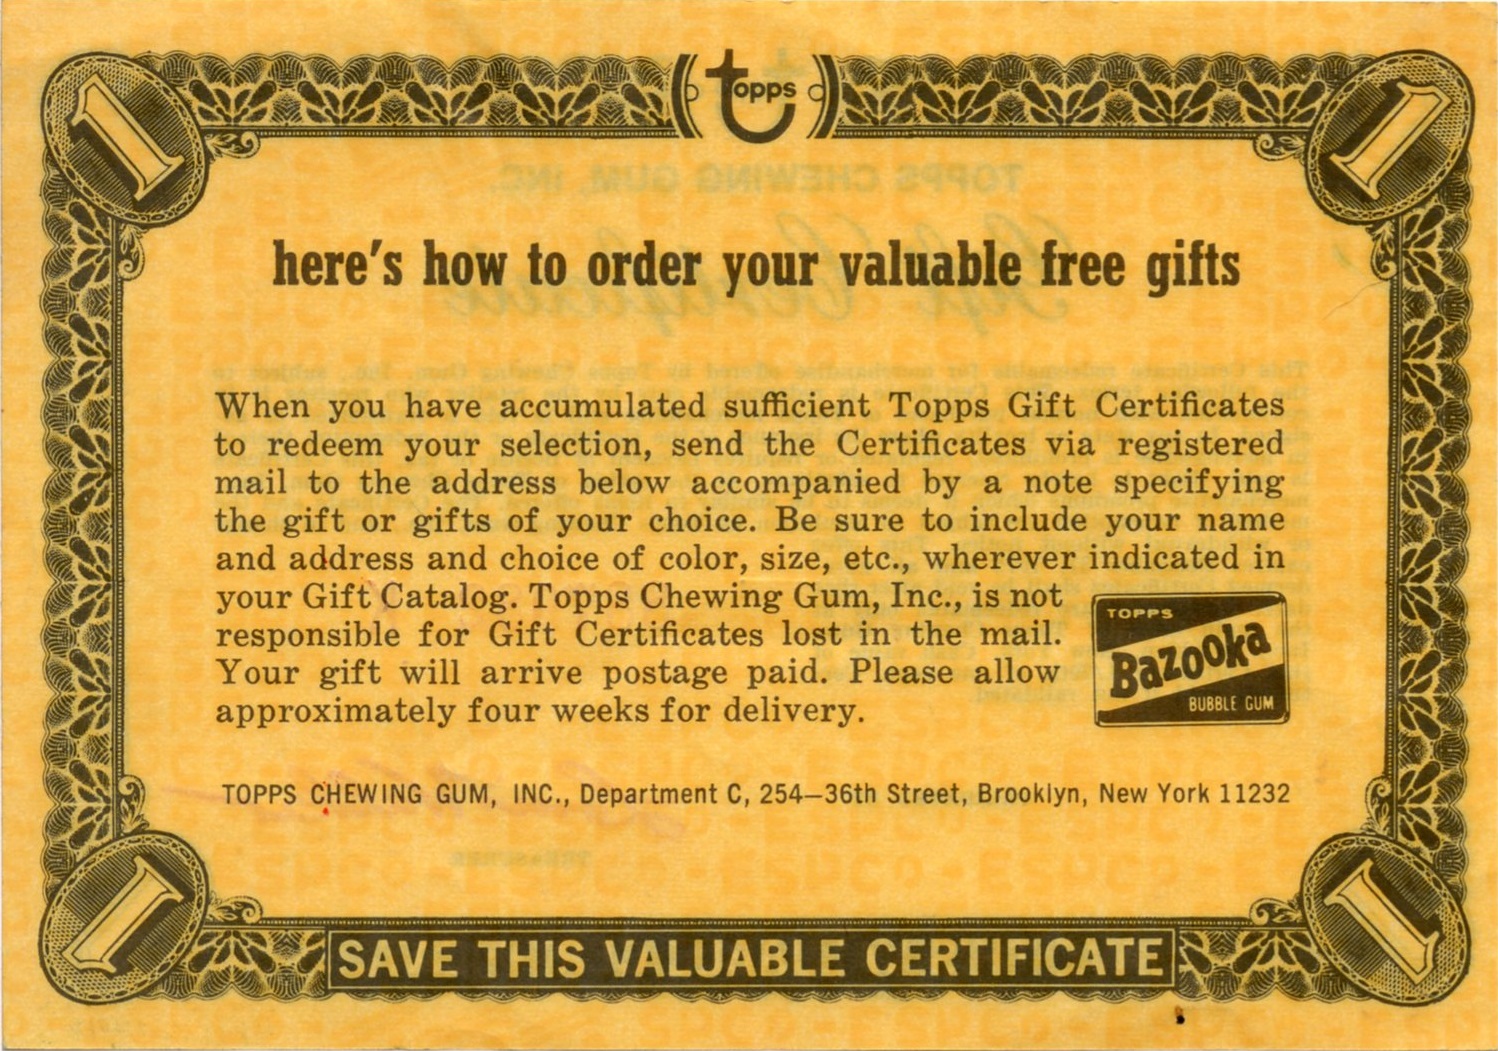 1
topps
1
here's how to order your valuable free gifts
When you have accumulated sufficient Topps Gift Certificates
to redeem your selection, send the Certificates via registered
mail to the address below accompanied by a note specifying
the gift or gifts of your choice. Be sure to include your name
and address and choice of color, size, etc., wherever indicated in
your Gift Catalog. Topps Chewing Gum, Inc., is not
responsible for Gift Certificates lost in the mail.
Your gift will arrive postage paid. Please allow
approximately four weeks for delivery.
TOPPS
Bazooka
BUBBLE GUM
TOPPS CHEWING GUM, INC., Department C, 254—36th Street, Brooklyn, New York 11232
1
SAVE THIS VALUABLE CERTIFICATE
1